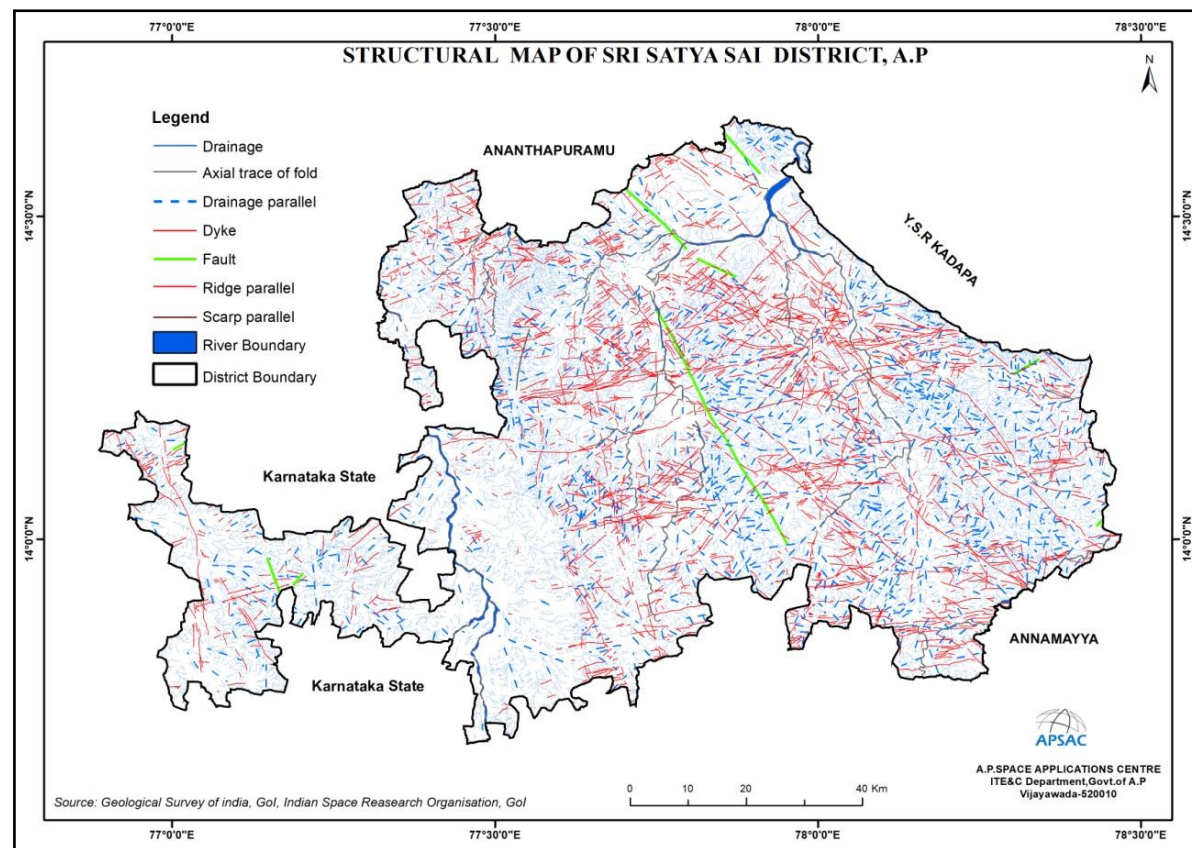 77°0'0"E
77°30'0"E
78°0'0"E
78°30'0"E
STRUCTURAL MAP OF SRI SATYA SAI DISTRICT, A.P
N
Legend
Drainage
Axial trace of fold
Drainage parallel
Dyke
Fault
Ridge parallel
Scarp parallel
River Boundary
District Boundary
ANANTHAPURAMU
Y.S.R KADAPA
14°30'0"N
14°30'0"N
Karnataka State
14°0'0"N
14°0'0"N
Karnataka State
ANNAMAYYA
APSAC
A.P.SPACE APPLICATIONS CENTRE
ITE&C Department,Govt.of A.P
Vijayawada-520010
Source: Geological Survey of india, GoI, Indian Space Reasearch Organisation, GoI
0 10 20 40 Km
77°0'0"E
77°30'0"E
78°0'0"E
78°30'0"E